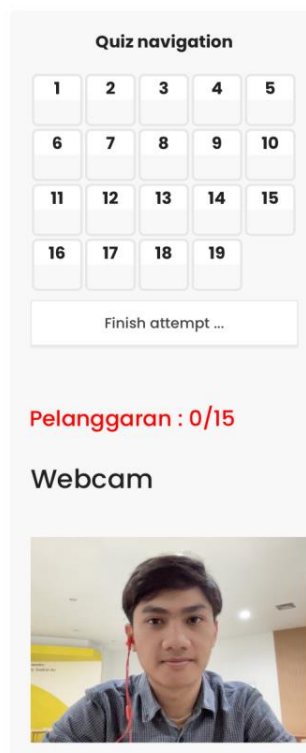 Quiz navigation
1 2 3 4 5
6 7 8 9 10
11 12 13 14 15
16 17 18 19
Finish attempt ...
Pelanggaran : 0/15
Webcam